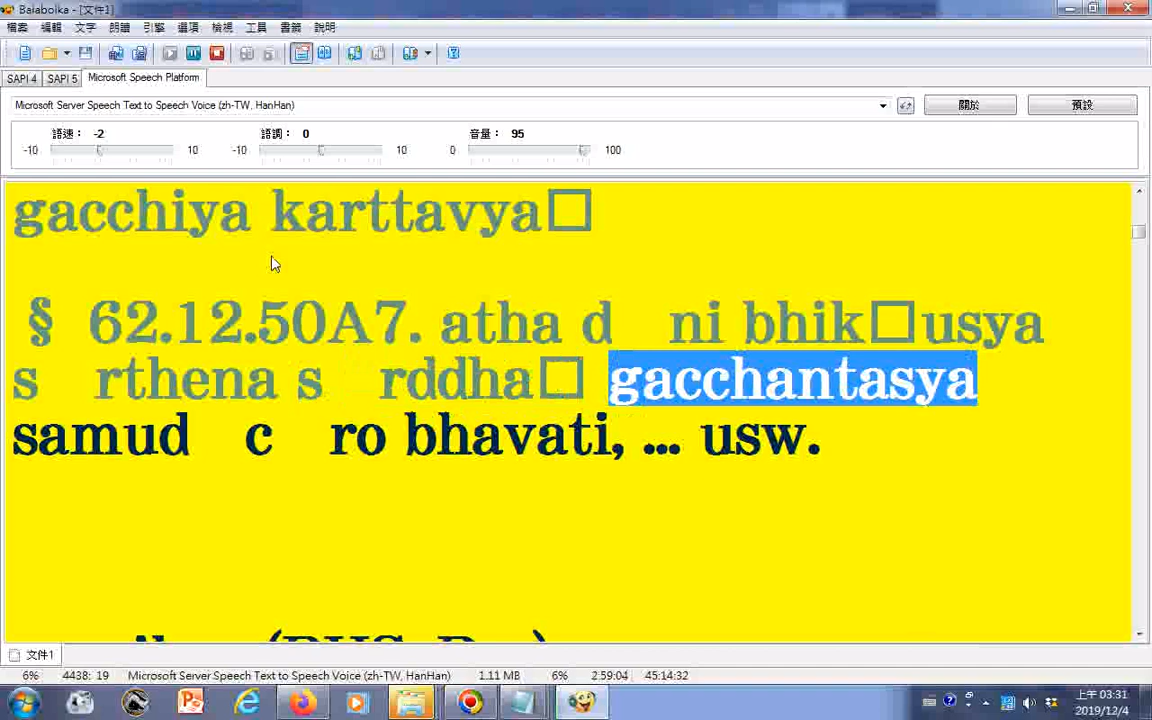 Balabolka - [文件1]
檔案 編輯 文字 朗讀 引擎 選項 檢視 工具 書籤 說明
SAPI 4 SAPI 5 Microsoft Speech Platform
Microsoft Server Speech Text to Speech Voice (zh-TW, HanHan) 關於 預設
語速： -2 語調： 0 音量： 95
-10 10 -10 10 0 100
gacchiya karttavya□
§ 62.12.50A7. atha d ni bhik□usya
s rthena s rddha□ gacchantasya
samud c ro bhavati, ... usw.
文件1
6% 4438: 19 Microsoft Server Speech Text to Speech Voice (zh-TW, HanHan) 1.11 MB 6% 2:59:04 45:14:32
上午 03:31
2019/12/4